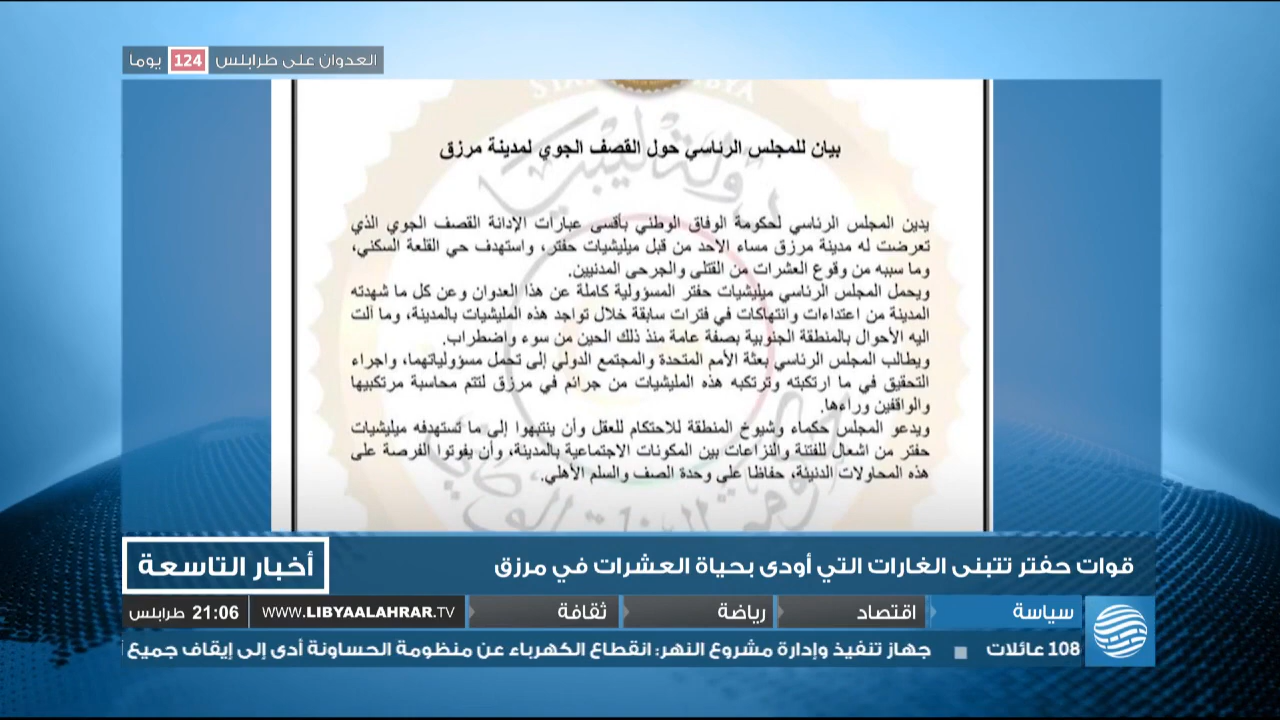 العدوان على طرابلس 124 يوما
بيان للمجلس الرئاسي حول القصف الجوي لمدينة مرزق
يدين المجلس الرئاسي لحكومة الوفاق الوطني بأقسى عبارات الإدانة القصف الجوي الذي
تعرضت له مدينة مرزق مساء الأحد من قبل ميليشيات حفتر، واستهدف حي القلعة السكني،
وما سببه من وقوع العشرات من القتلى والجرحى المدنيين.
ويحمل المجلس الرئاسي ميليشيات حفتر المسؤولية كاملة عن هذا العدوان وعن كل ما شهدته
المدينة من اعتداءات وانتهاكات في فترات سابقة خلال تواجد هذه المليشيات بالمدينة، وما آلت
اليه الأحوال بالمنطقة الجنوبية بصفة عامة منذ ذلك الحين من سوء واضطراب.
ويطالب المجلس الرئاسي بعثة الأمم المتحدة والمجتمع الدولي إلى تحمل مسؤولياتهما، واجراء
التحقيق في ما ارتكبته وترتكبه هذه المليشيات من جرائم في مرزق لتتم محاسبة مرتكبيها
والواقفين وراءها.
ويدعو المجلس حكماء وشيوخ المنطقة للاحتكام للعقل وأن ينتبهوا إلى ما تستهدفه ميليشيات
حفتر من اشعال للفتنة والنزاعات بين المكونات الاجتماعية بالمدينة، وأن يفوتوا الفرصة على
هذه المحاولات الدنيئة، حفاظا على وحدة الصف والسلم الأهلي.
دولة ليبيا
قوات حفتر تتبنى الغارات التي أودى بحياة العشرات في مرزق
أخبار التاسعة
سياسة اقتصاد رياضة ثقافة WWW.LIBYAALAHRAR.TV 21:06 طرابلس
108 عائلات ■ جهاز تنفيذ وإدارة مشروع النهر: انقطاع الكهرباء عن منظومة الحساونة أدى إلى إيقاف جميع